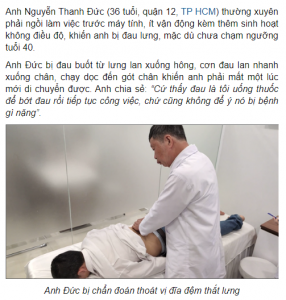 Anh Nguyễn Thanh Đức (36 tuổi, quận 12, TP HCM) thường xuyên
phải ngồi làm việc trước máy tính, ít vận động kèm thêm sinh hoạt
không điều độ, khiến anh bị đau lưng, mặc dù chưa chạm ngưỡng
tuổi 40.
Anh Đức bị đau buốt từ lưng lan xuống hông, cơn đau lan nhanh
xuống chân, chạy dọc đến gót chân khiến anh phải mất một lúc
mới di chuyển được. Anh chia sẻ: "Cứ thấy đau là tôi uống thuốc
để bớt đau rồi tiếp tục công việc, chứ cũng không để ý nó bị bệnh
gì nặng".
Anh Đức bị chẩn đoán thoát vị đĩa đệm thắt lưng